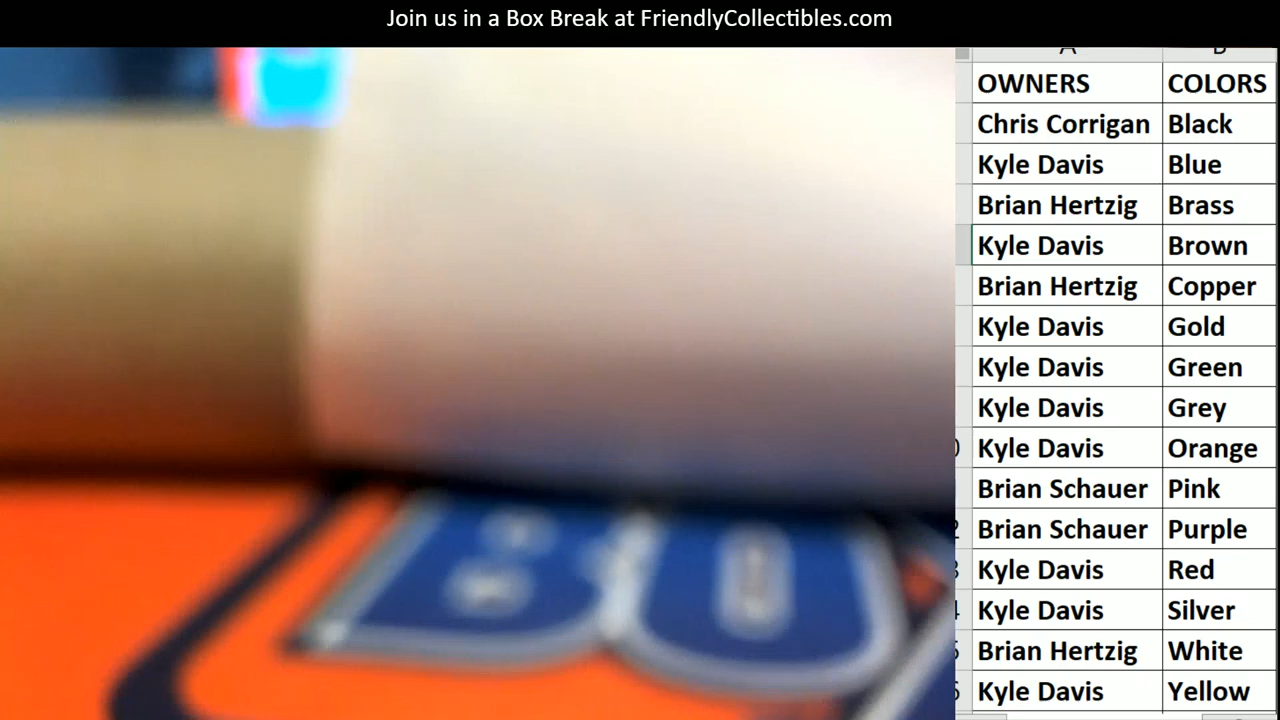 Join us in a Box Break at FriendlyCollectibles.com
OWNERS COLORS
Chris Corrigan Black
Kyle Davis Blue
Brian Hertzig Brass
Kyle Davis Brown
Brian Hertzig Copper
Kyle Davis Gold
Kyle Davis Green
Kyle Davis Grey
Kyle Davis Orange
Brian Schauer Pink
Brian Schauer Purple
Kyle Davis Red
Kyle Davis Silver
Brian Hertzig White
Kyle Davis Yellow